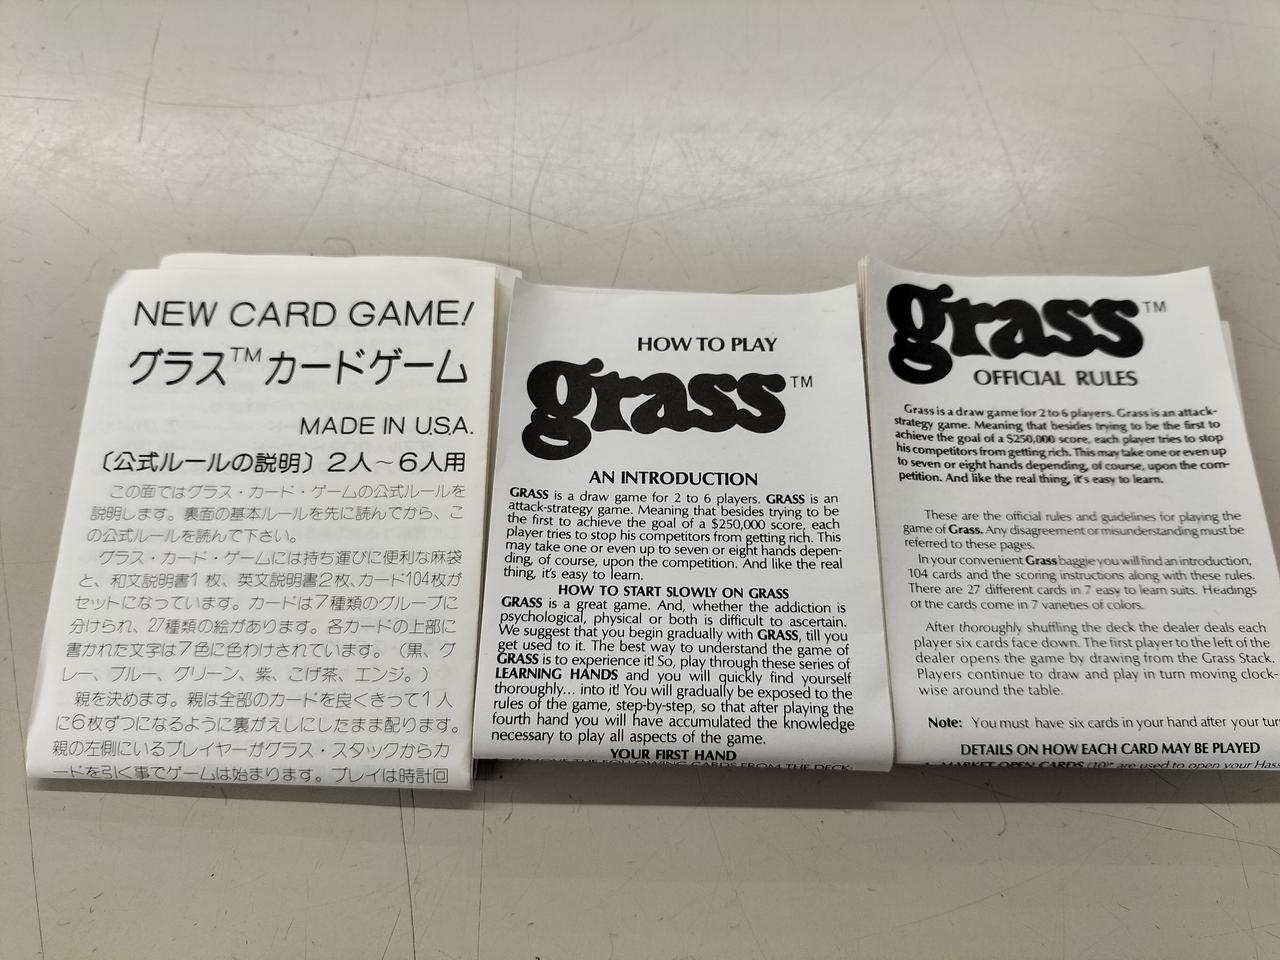 NEW CARD GAME!
グラス™カードゲーム
MADE IN U.S.A.
〔公式ルールの説明〕2人～6人用
この面ではグラス・カード・ゲームの公式ルールを
説明します。裏面の基本ルールを先に読んでから、こ
の公式ルールを読んで下さい。
グラス・カード・ゲームには持ち運びに便利な麻袋
と、和文説明書1枚、英文説明書2枚、カード104枚が
セットになっています。カードは7種類のグループに
分けられ、27種類の絵があります。各カードの上部に
書かれた文字は7色に色わけされています。（黒、グ
レー、ブルー、グリーン、紫、こげ茶、エンジ。）
親を決めます。親は全部のカードを良くきって1人
に6枚ずつになるように裏がえしにしたまま配ります。
親の左側にいるプレイヤーがグラス・スタックからカ
ードを引く事でゲームは始まります。プレイは時計回
HOW TO PLAY
grass™
AN INTRODUCTION
GRASS is a draw game for 2 to 6 players. GRASS is an
attack-strategy game. Meaning that besides trying to be
the first to achieve the goal of a $250,000 score, each
player tries to stop his competitors from getting rich. This
may take one or even up to seven or eight hands depen-
ding, of course, upon the competition. And like the real
thing, it's easy to learn.
HOW TO START SLOWLY ON GRASS
GRASS is a great game. And, whether the addiction is
psychological, physical or both is difficult to ascertain.
We suggest that you begin gradually with GRASS, till you
get used to it. The best way to understand the game of
GRASS is to experience it! So, play through these series of
LEARNING HANDS and you will quickly find yourself
thoroughly... into it! You will gradually be exposed to the
rules of the game, step-by-step, so that after playing the
fourth hand you will have accumulated the knowledge
necessary to play all aspects of the game.
YOUR FIRST HAND
REMOVE THE FOLLOWING CARDS FROM THE DECK:
grass™
OFFICIAL RULES
Grass is a draw game for 2 to 6 players. Grass is an attack-
strategy game. Meaning that besides trying to be the first to
achieve the goal of a $250,000 score, each player tries to stop
his competitors from getting rich. This may take one or even up
to seven or eight hands depending, of course, upon the com-
petition. And like the real thing, it's easy to learn.
These are the official rules and guidelines for playing the
game of Grass. Any disagreement or misunderstanding must be
referred to these pages.
In your convenient Grass baggie you will find an introduction,
104 cards and the scoring instructions along with these rules.
There are 27 different cards in 7 easy to learn suits. Headings
of the cards come in 7 varieties of colors.
After thoroughly shuffling the deck the dealer deals each
player six cards face down. The first player to the left of the
dealer opens the game by drawing from the Grass Stack.
Players continue to draw and play in turn moving clock-
wise around the table.
Note: You must have six cards in your hand after your turn
DETAILS ON HOW EACH CARD MAY BE PLAYED
MARKET OPEN CARDS (10)* are used to open your Hass